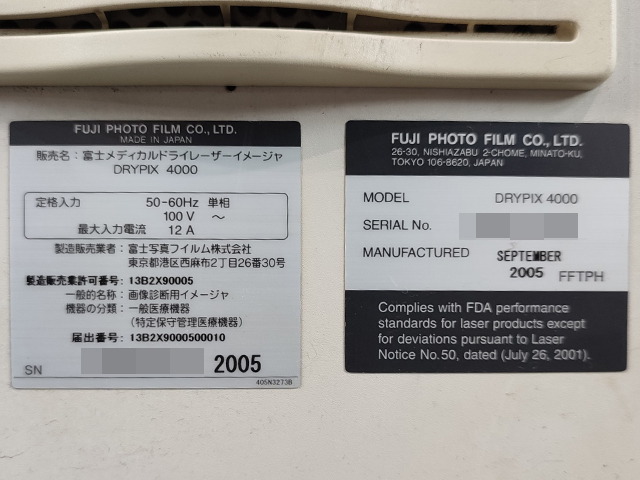 FUJI PHOTO FILM CO., LTD.
MADE IN JAPAN
販売名：富士メディカルドライレーザーイメージャ
DRYPIX 4000
定格入力 50-60Hz 単相
100 V ～
最大入力電流 12 A
製造販売業者：富士写真フイルム株式会社
東京都港区西麻布2丁目26番30号
製造販売業許可番号: 13B2X90005
一般的名称：画像診断用イメージャ
機器の分類：一般医療機器
（特定保守管理医療機器）
届出番号：13B2X9000500010
SN 2005
40SN3273B
FUJI PHOTO FILM CO., LTD.
26-30, NISHIAZABU 2-CHOME, MINATO-KU,
TOKYO 106-8620, JAPAN
MODEL DRYPIX 4000
SERIAL No.
MANUFACTURED SEPTEMBER
2005 FFTPH
Complies with FDA performance
standards for laser products except
for deviations pursuant to Laser
Notice No.50, dated (July 26, 2001).